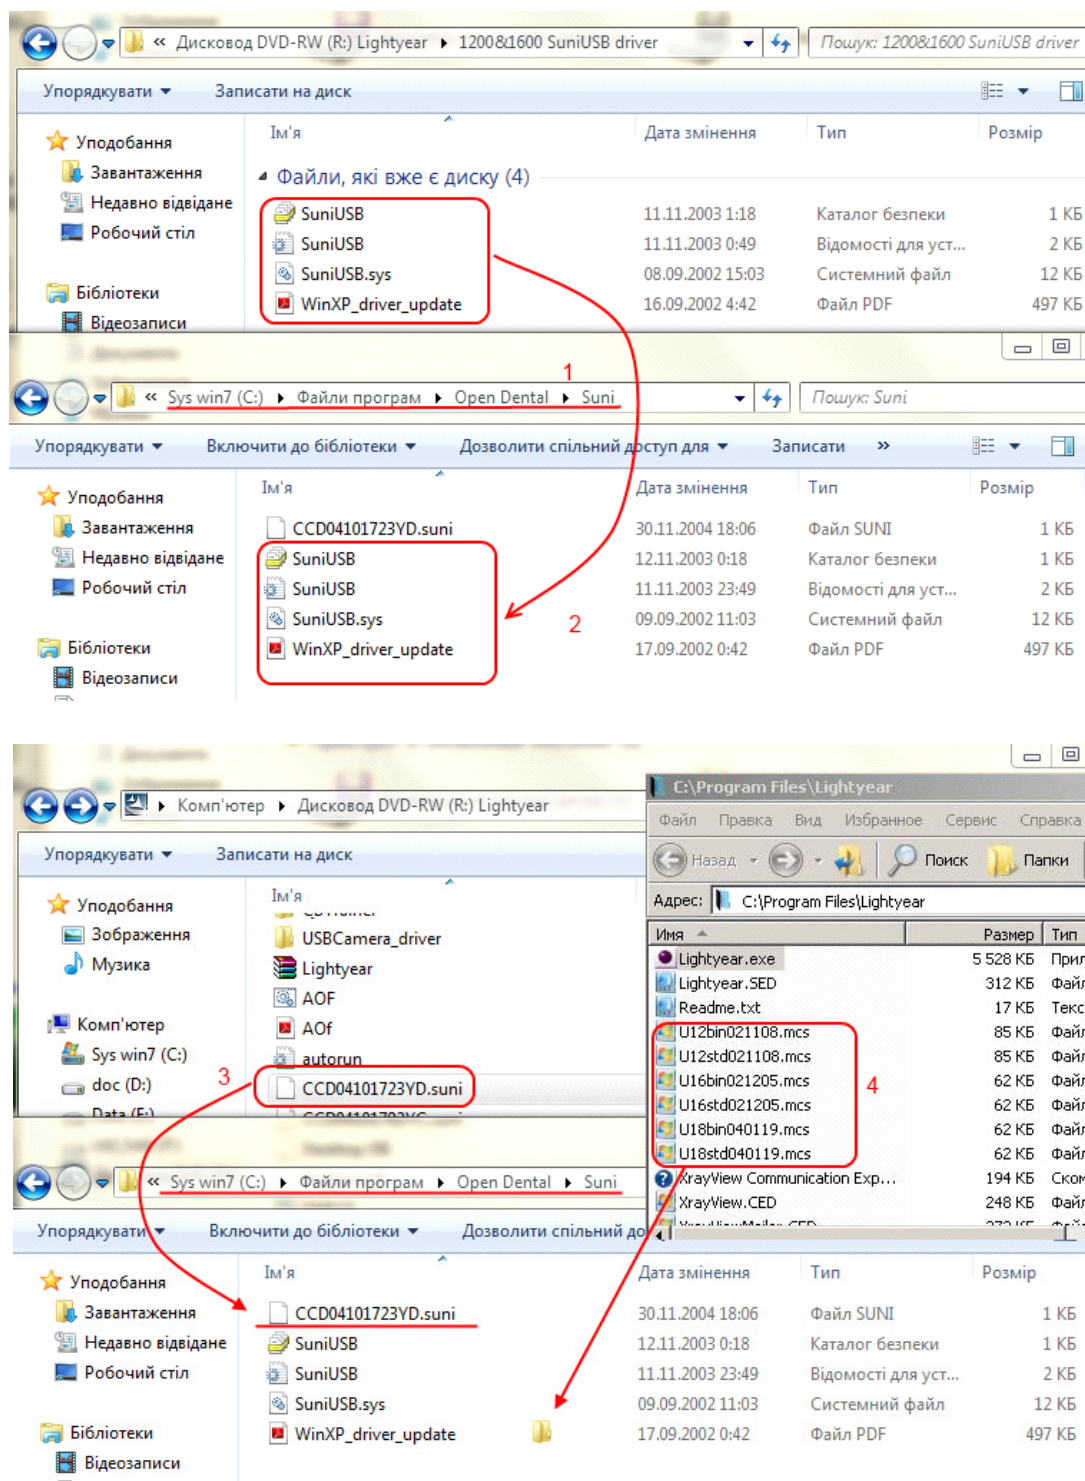 « Дисковод DVD-RW (R:) Lightyear ▸ 1200&1600 SuniUSB driver Пошук: 1200&1600 SuniUSB driver
Упорядкувати Записати на диск
Ім'я Дата змінення Тип Розмір
Уподобання
Завантаження
Файли, які вже є диску (4)
Недавно відвідане
SuniUSB 11.11.2003 1:18 Каталог безпеки 1 КБ
Робочий стіл
SuniUSB 11.11.2003 0:49 Відомості для уст... 2 КБ
SuniUSB.sys 08.09.2002 15:03 Системний файл 12 КБ
Бібліотеки
WinXP_driver_update 16.09.2002 4:42 Файл PDF 497 КБ
Відеозаписи
1
« Sys win7 (C:) ▸ Файли програм ▸ Open Dental ▸ Suni Пошук: Suni
Упорядкувати Включити до бібліотеки Дозволити спільний доступ для Записати »
Ім'я Дата змінення Тип Розмір
Уподобання
Завантаження CCD04101723YD.suni 30.11.2004 18:06 Файл SUNI 1 КБ
Недавно відвідане SuniUSB 12.11.2003 0:18 Каталог безпеки 1 КБ
Робочий стіл SuniUSB 11.11.2003 23:49 Відомості для уст... 2 КБ
SuniUSB.sys 09.09.2002 11:03 Системний файл 12 КБ
2
Бібліотеки WinXP_driver_update 17.09.2002 0:42 Файл PDF 497 КБ
Відеозаписи
Комп'ютер ▸ Дисковод DVD-RW (R:) Lightyear
Упорядкувати Записати на диск
Ім'я
Уподобання
Зображення USBCamera_driver
Музика Lightyear
AOF
Комп'ютер AOf
Sys win7 (C:) autorun
doc (D:) CCD04101723YD.suni
3
Data (E:)
C:\Program Files\Lightyear
Файл Правка Вид Избранное Сервис Справка
Назад Поиск Папки
Адрес: C:\Program Files\Lightyear
Имя Размер Тип
Lightyear.exe 5 528 КБ Прил
Lightyear.SED 312 КБ Файл
Readme.txt 17 КБ Текс
U12bin021108.mcs 85 КБ Файл
U12std021108.mcs 85 КБ Файл
U16bin021205.mcs 62 КБ Файл
4
U16std021205.mcs 62 КБ Файл
U18bin040119.mcs 62 КБ Файл
U18std040119.mcs 62 КБ Файл
XrayView Communication Exp... 194 КБ Ском
XrayView.CED 248 КБ Файл
« Sys win7 (C:) ▸ Файли програм ▸ Open Dental ▸ Suni
Упорядкувати Включити до бібліотеки Дозволити спільний до
Ім'я Дата змінення Тип Розмір
Уподобання
Завантаження CCD04101723YD.suni 30.11.2004 18:06 Файл SUNI 1 КБ
Недавно відвідане SuniUSB 12.11.2003 0:18 Каталог безпеки 1 КБ
Робочий стіл SuniUSB 11.11.2003 23:49 Відомості для уст... 2 КБ
SuniUSB.sys 09.09.2002 11:03 Системний файл 12 КБ
Бібліотеки WinXP_driver_update 17.09.2002 0:42 Файл PDF 497 КБ
Відеозаписи